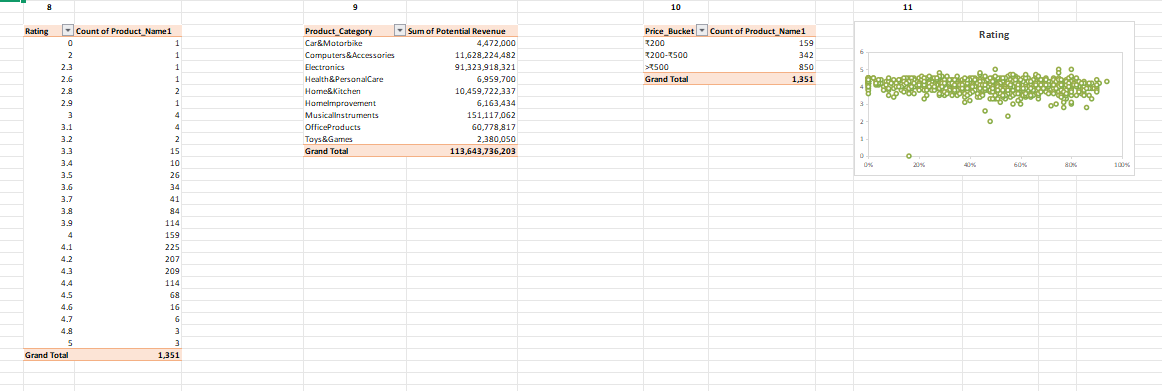 8 9 10 11
Rating Count of Product_Name1
0 1
2 1
2.3 1
2.6 1
2.8 2
2.9 1
3 4
3.1 4
3.2 2
3.3 15
3.4 10
3.5 26
3.6 34
3.7 41
3.8 84
3.9 114
4 159
4.1 225
4.2 207
4.3 209
4.4 114
4.5 68
4.6 16
4.7 6
4.8 3
5 3
Grand Total 1,351
Product_Category Sum of Potential Revenue
Car&Motorbike 4,472,000
Computers&Accessories 11,628,224,482
Electronics 91,323,918,321
Health&PersonalCare 6,959,700
Home&Kitchen 10,459,722,337
HomeImprovement 6,163,434
MusicalInstruments 151,117,062
OfficeProducts 60,778,817
Toys&Games 2,380,050
Grand Total 113,643,736,203
Price_Bucket Count of Product_Name1
₹200 159
₹200-₹500 342
>₹500 850
Grand Total 1,351
Rating
6
5
4
3
2
1
0
0% 20% 40% 60% 80% 100%